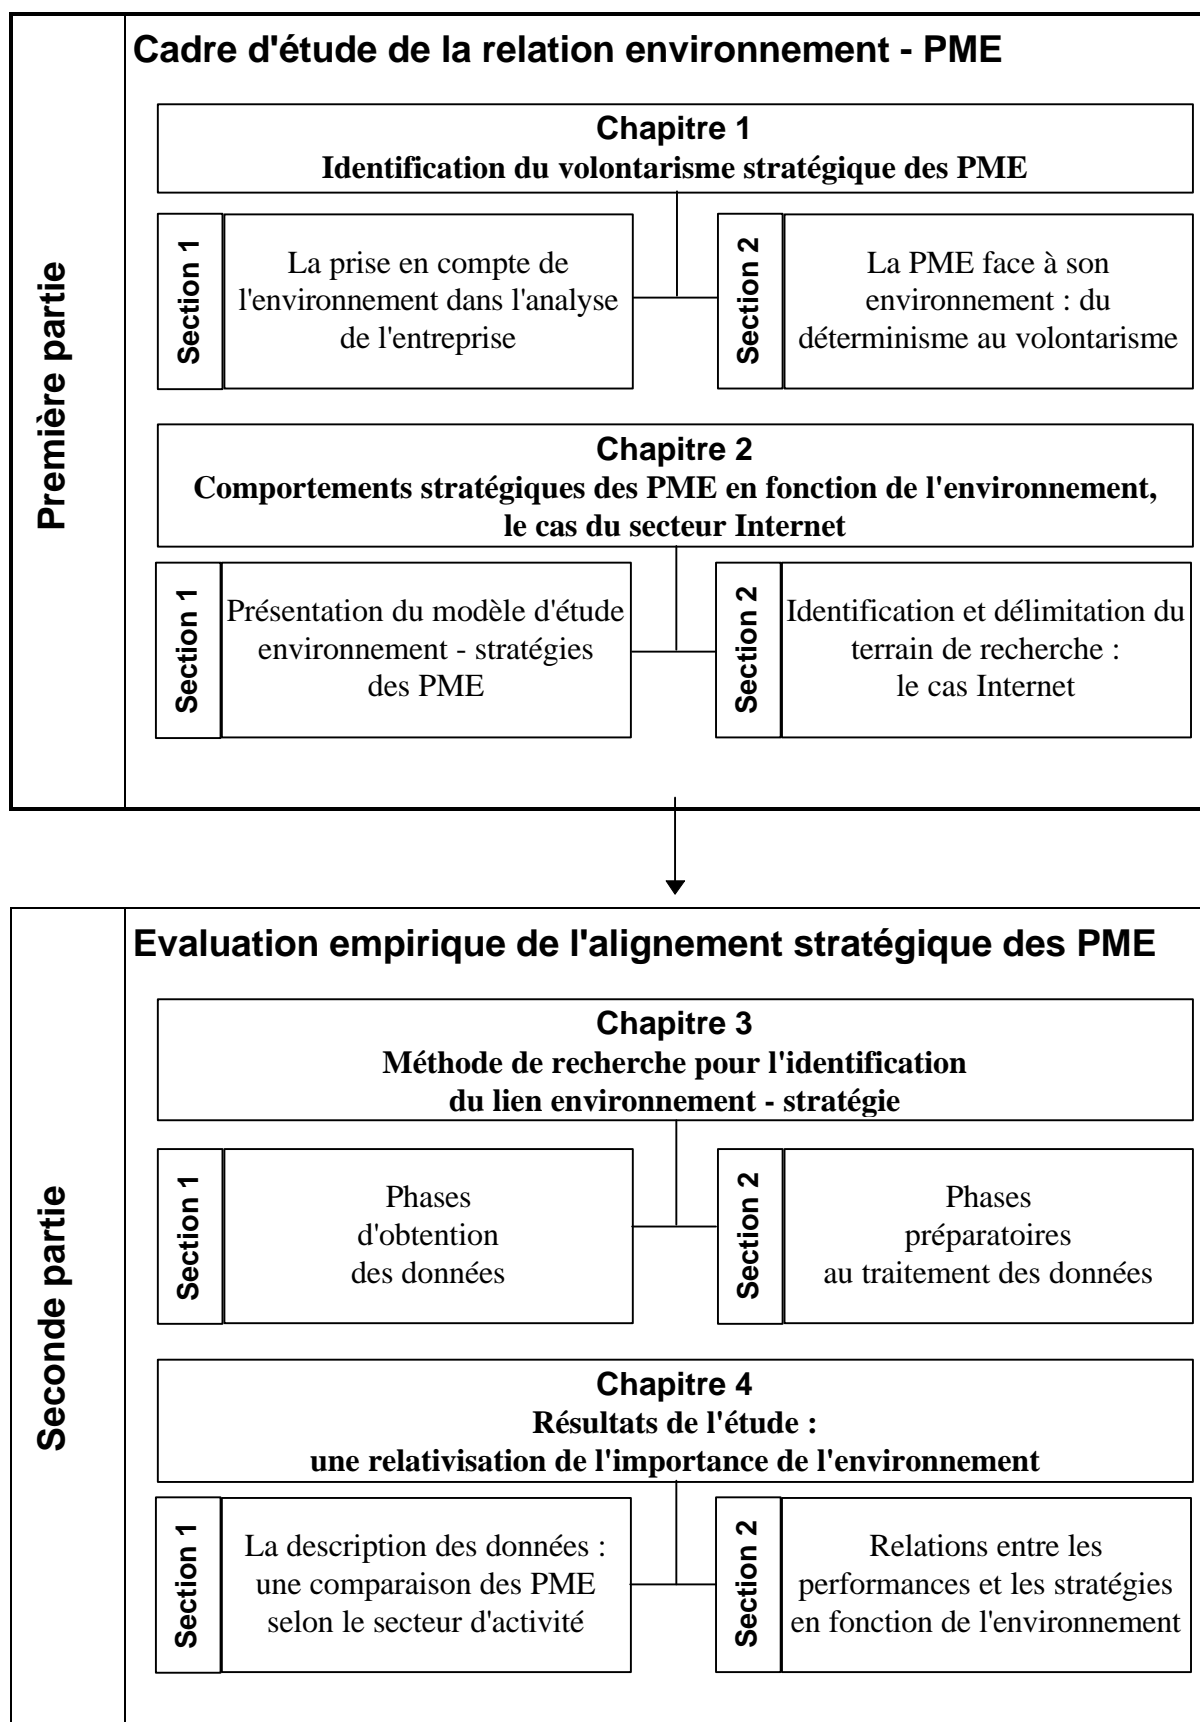 Première partie
Cadre d'étude de la relation environnement - PME
Chapitre 1
Identification du volontarisme stratégique des PME
Section 1
La prise en compte de
l'environnement dans l'analyse
de l'entreprise
Section 2
La PME face à son
environnement : du
déterminisme au volontarisme
Chapitre 2
Comportements stratégiques des PME en fonction de l'environnement,
le cas du secteur Internet
Section 1
Présentation du modèle d'étude
environnement - stratégies
des PME
Section 2
Identification et délimitation du
terrain de recherche :
le cas Internet
Seconde partie
Evaluation empirique de l'alignement stratégique des PME
Chapitre 3
Méthode de recherche pour l'identification
du lien environnement - stratégie
Section 1
Phases
d'obtention
des données
Section 2
Phases
préparatoires
au traitement des données
Chapitre 4
Résultats de l'étude :
une relativisation de l'importance de l'environnement
Section 1
La description des données :
une comparaison des PME
selon le secteur d'activité
Section 2
Relations entre les
performances et les stratégies
en fonction de l'environnement